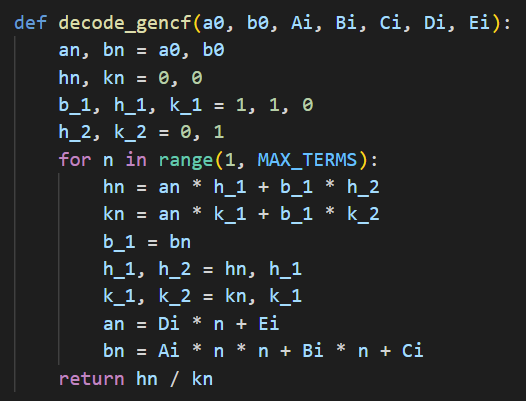 def decode_gencf(a0, b0, Ai, Bi, Ci, Di, Ei):
    an, bn = a0, b0
    hn, kn = 0, 0
    b_1, h_1, k_1 = 1, 1, 0
    h_2, k_2 = 0, 1
    for n in range(1, MAX_TERMS):
        hn = an * h_1 + b_1 * h_2
        kn = an * k_1 + b_1 * k_2
        b_1 = bn
        h_1, h_2 = hn, h_1
        k_1, k_2 = kn, k_1
        an = Di * n + Ei
        bn = Ai * n * n + Bi * n + Ci
    return hn / kn